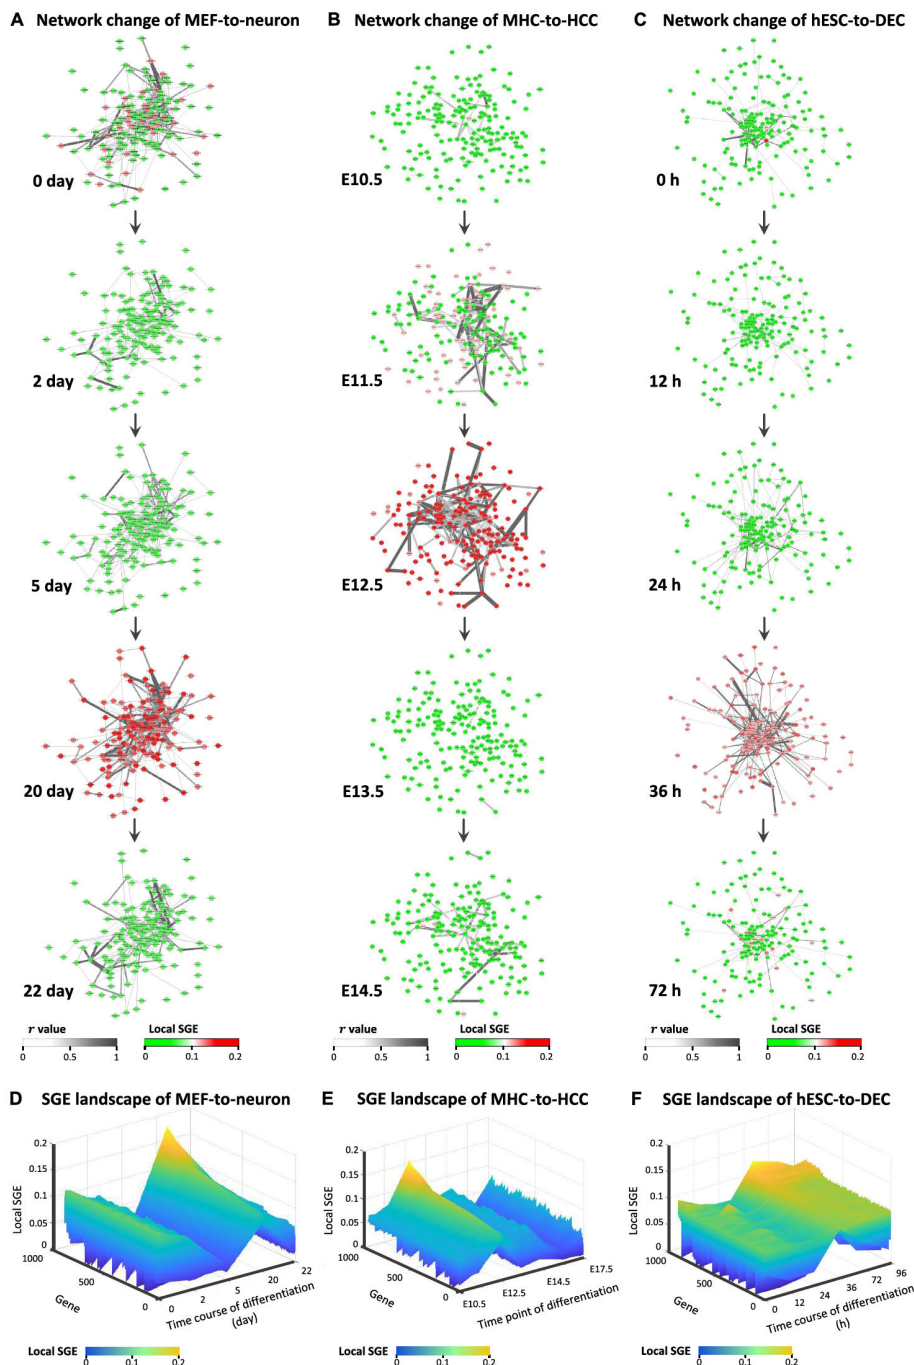 A Network change of MEF-to-neuron
B Network change of MHC-to-HCC
C Network change of hESC-to-DEC
0 day
E10.5
0 h
2 day
E11.5
12 h
5 day
E12.5
24 h
20 day
E13.5
36 h
22 day
E14.5
72 h
r value Local SGE
0 0.5 1 0 0.1 0.2
r value Local SGE
0 0.5 1 0 0.1 0.2
r value Local SGE
0 0.5 1 0 0.1 0.2
D SGE landscape of MEF-to-neuron
E SGE landscape of MHC-to-HCC
F SGE landscape of hESC-to-DEC
0.2
0.15
0.1
0.05
0
Local SGE
1000
500
0
Gene
0 2 5 20 22
Time course of differentiation
(day)
Local SGE
0 0.1 0.2
0.2
0.15
0.1
0.05
0
Local SGE
1000
500
0
Gene
E10.5 E12.5 E14.5 E17.5
Time point of differentiation
Local SGE
0 0.1 0.2
0.2
0.15
0.1
0.05
0
Local SGE
1000
500
0
Gene
0 12 24 36 72 96
Time course of differentiation
(h)
Local SGE
0 0.1 0.2